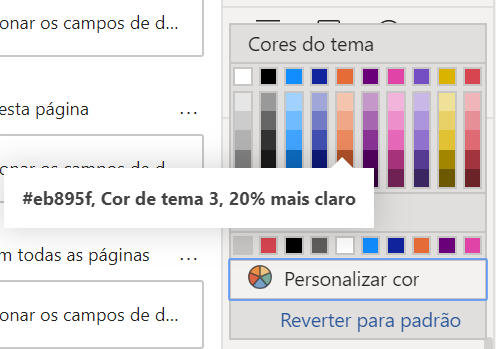 onar os campos de d...
Cores do tema
esta página
...
onar os campos de d...
#eb895f, Cor de tema 3, 20% mais claro
m todas as páginas
...
Personalizar cor
onar os campos de d...
Reverter para padrão